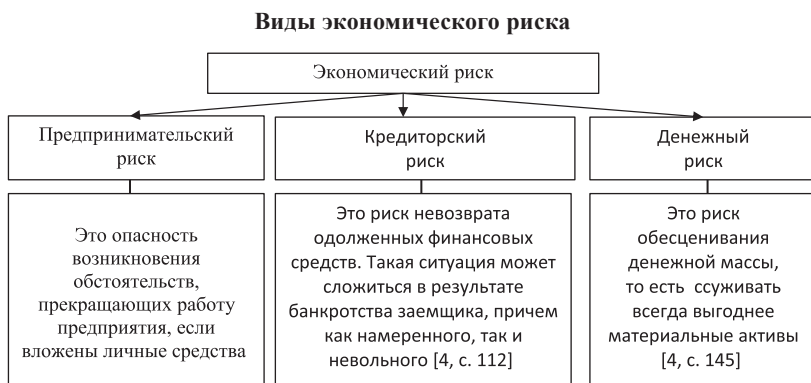 Виды экономического риска
Экономический риск
Предпринимательский
риск
Кредиторский
риск
Денежный
риск
Это опасность
возникновения
обстоятельств,
прекращающих работу
предприятия, если
вложены личные средства
Это риск невозврата
одолженных финансовых
средств. Такая ситуация может
сложиться в результате
банкротства заемщика, причем
как намеренного, так и
невольного [4, с. 112]
Это риск
обесценивания
денежной массы,
то есть ссуживать
всегда выгоднее
материальные активы
[4, с. 145]